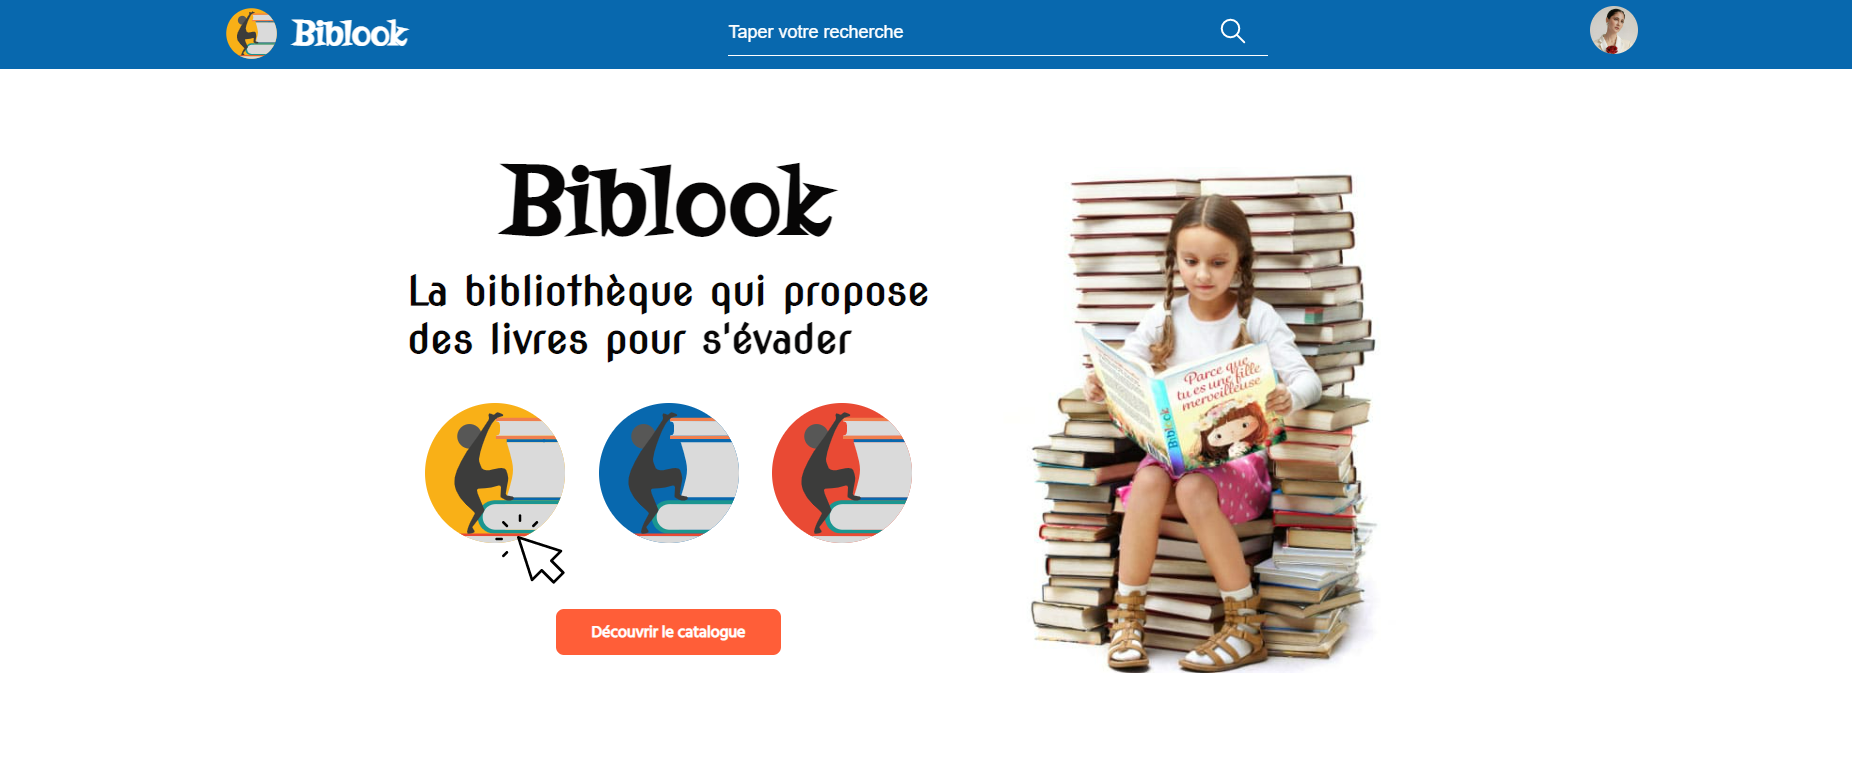 Biblook
Taper votre recherche
Biblook
La bibliothèque qui propose
des livres pour s'évader
Parce que
tu es une fille
merveilleuse
Biblook
Découvrir le catalogue